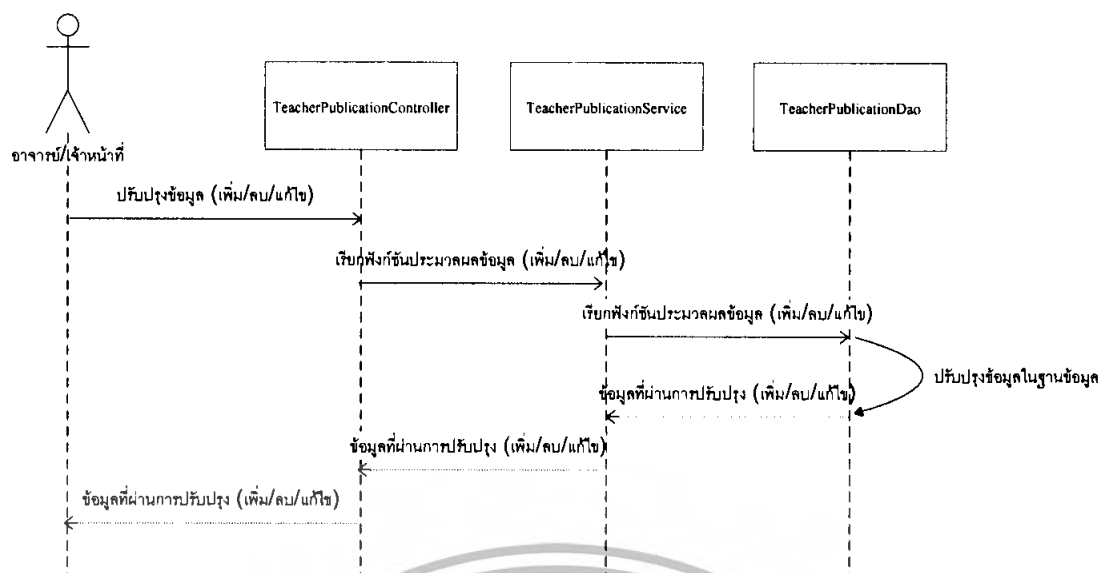 TeacherPublicationController
TeacherPublicationService
TeacherPublicationDao
อาจารย์/เจ้าหน้าที่
ปรับปรุงข้อมูล (เพิ่ม/ลบ/แก้ไข)
เรียกฟังก์ชันประมวลผลข้อมูล (เพิ่ม/ลบ/แก้ไข)
เรียกฟังก์ชันประมวลผลข้อมูล (เพิ่ม/ลบ/แก้ไข)
ปรับปรุงข้อมูลในฐานข้อมูล
ข้อมูลที่ผ่านการปรับปรุง (เพิ่ม/ลบ/แก้ไข)
ข้อมูลที่ผ่านการปรับปรุง (เพิ่ม/ลบ/แก้ไข)
ข้อมูลที่ผ่านการปรับปรุง (เพิ่ม/ลบ/แก้ไข)